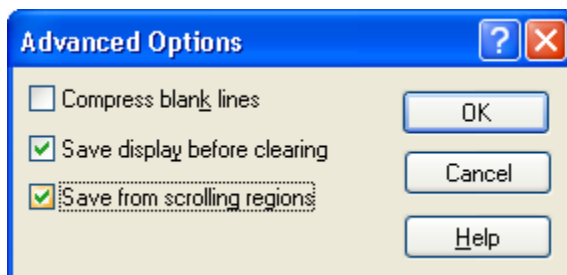 Advanced Options
Compress blank lines
OK
Save display before clearing
Cancel
Save from scrolling regions
Help